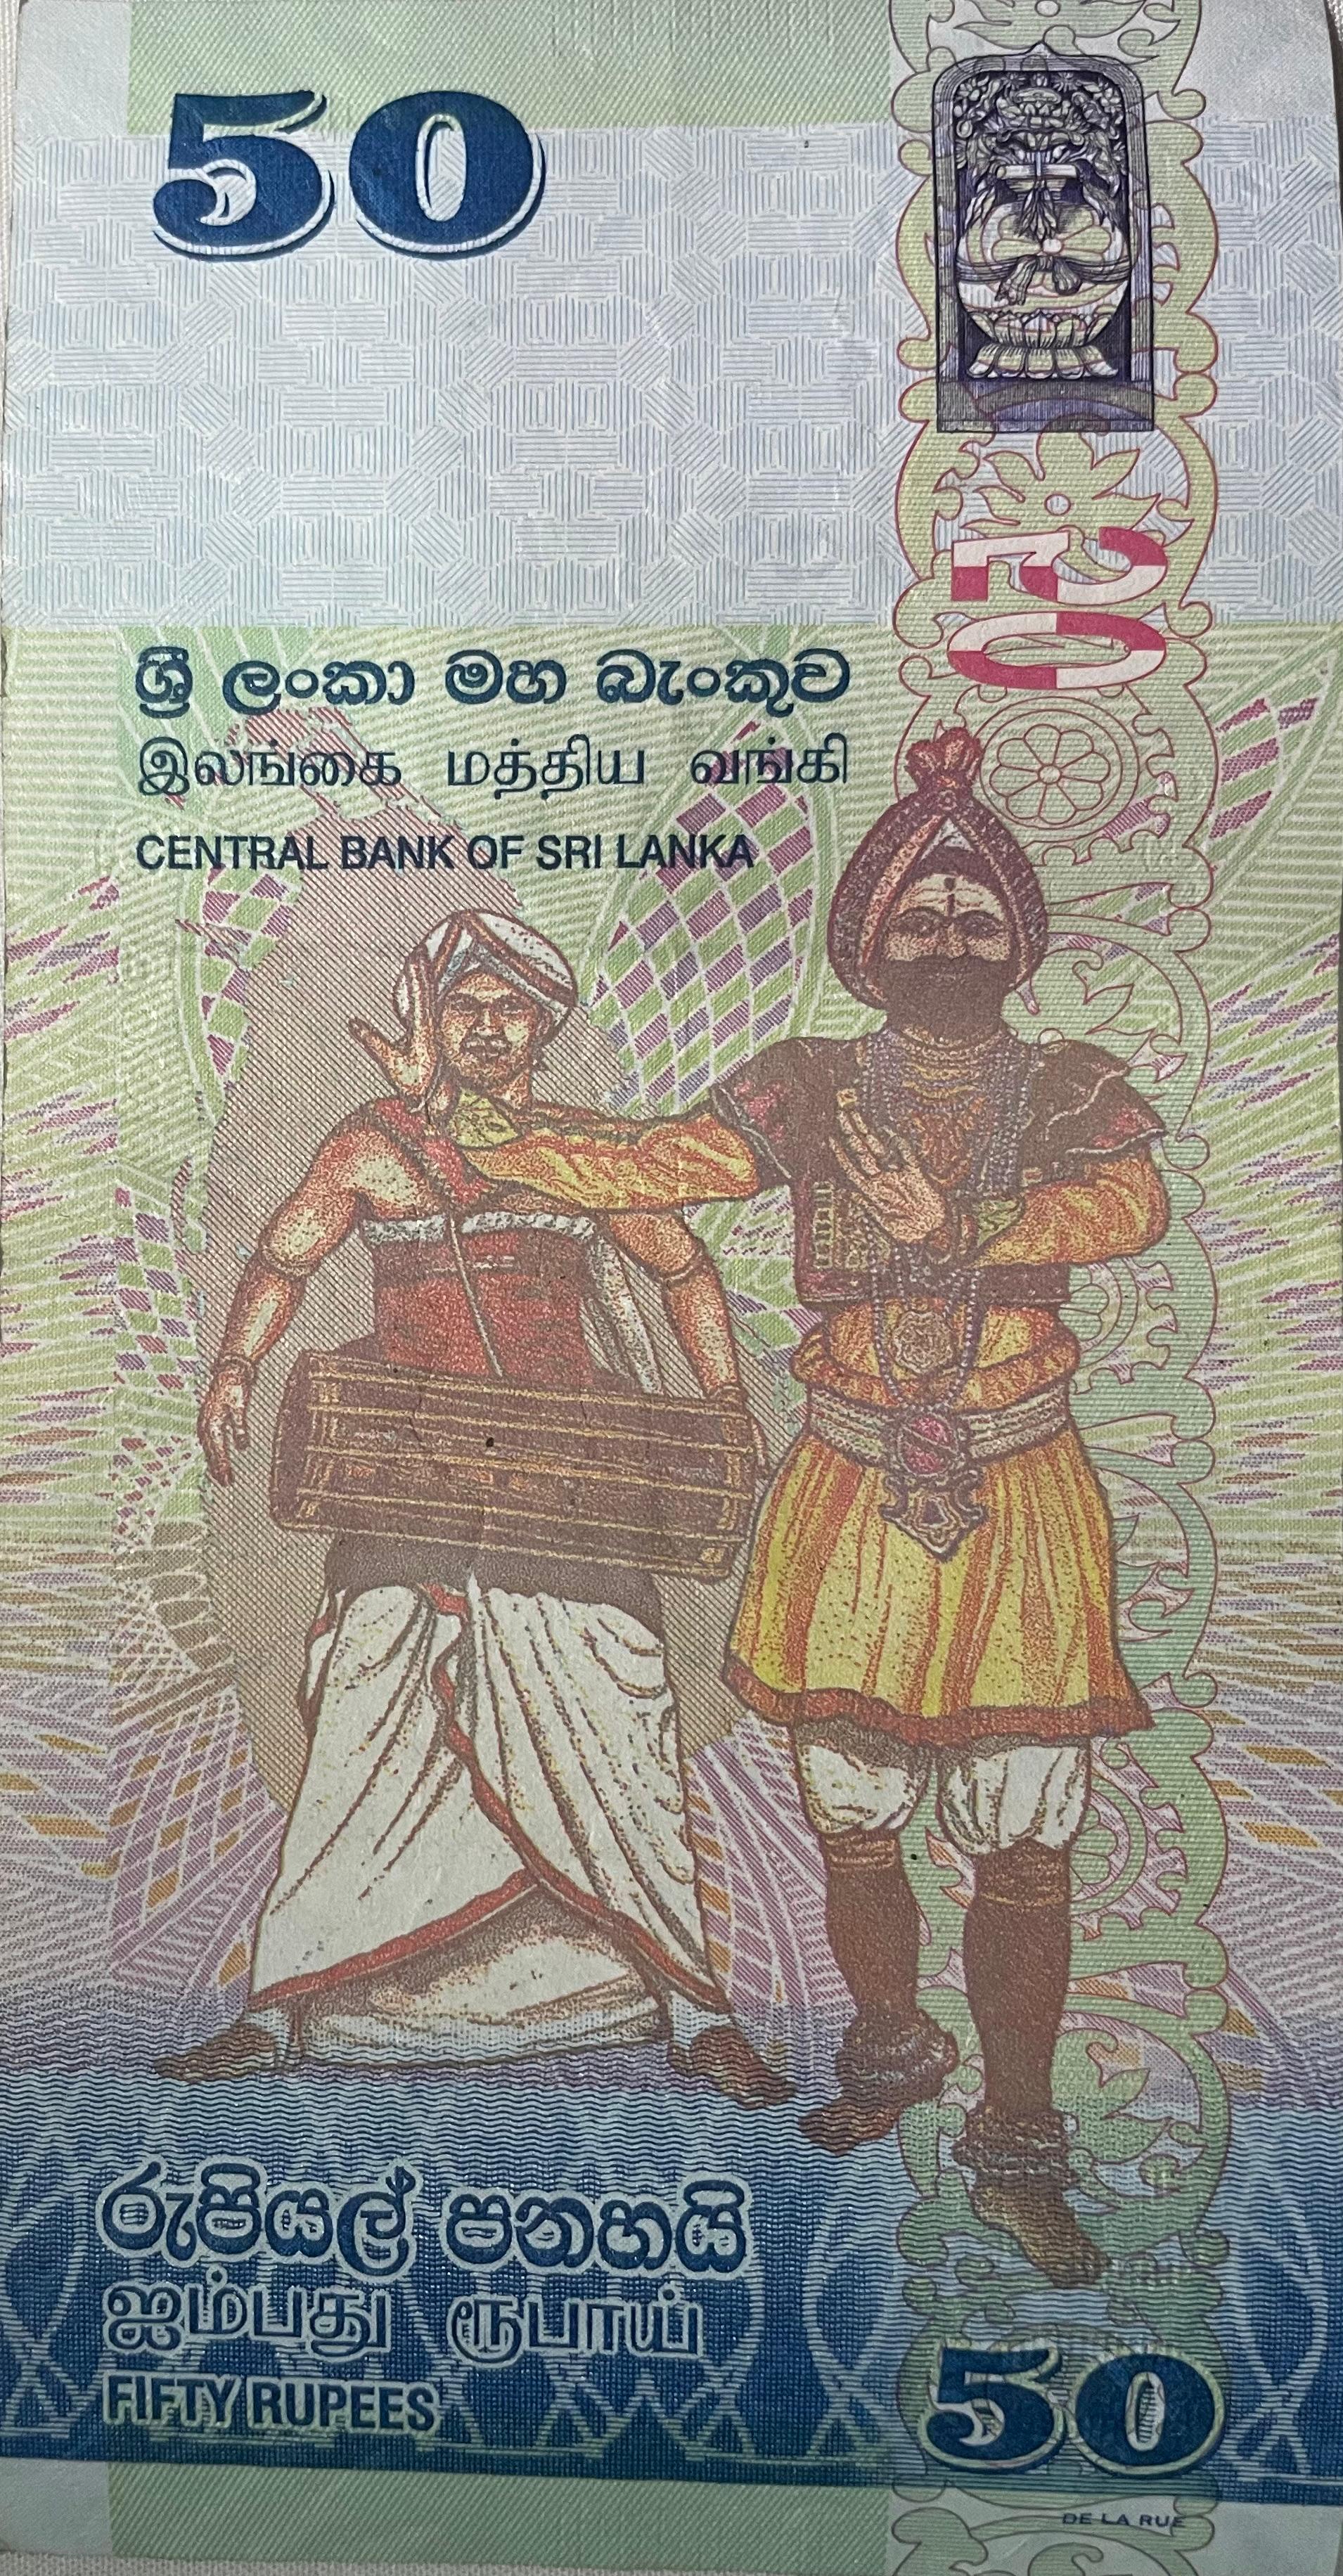 50
50
ශ්‍රී ලංකා මහ බැංකුව
இலங்கை மத்திய வங்கி
CENTRAL BANK OF SRI LANKA
රුපියල් පනහයි
ஐம்பது ரூபாய்
FIFTY RUPEES
50
DE LA RUE